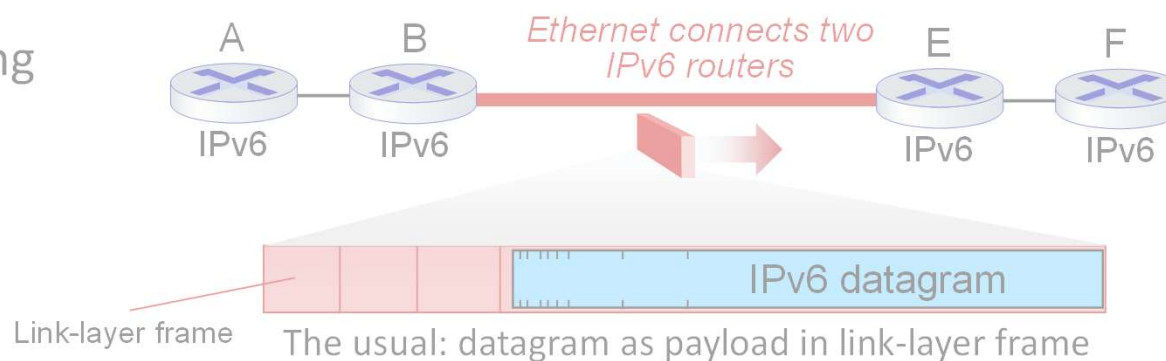 ng
A
B
Ethernet connects two
IPv6 routers
E
F
IPv6
IPv6
IPv6
IPv6
IPv6 datagram
Link-layer frame
The usual: datagram as payload in link-layer frame